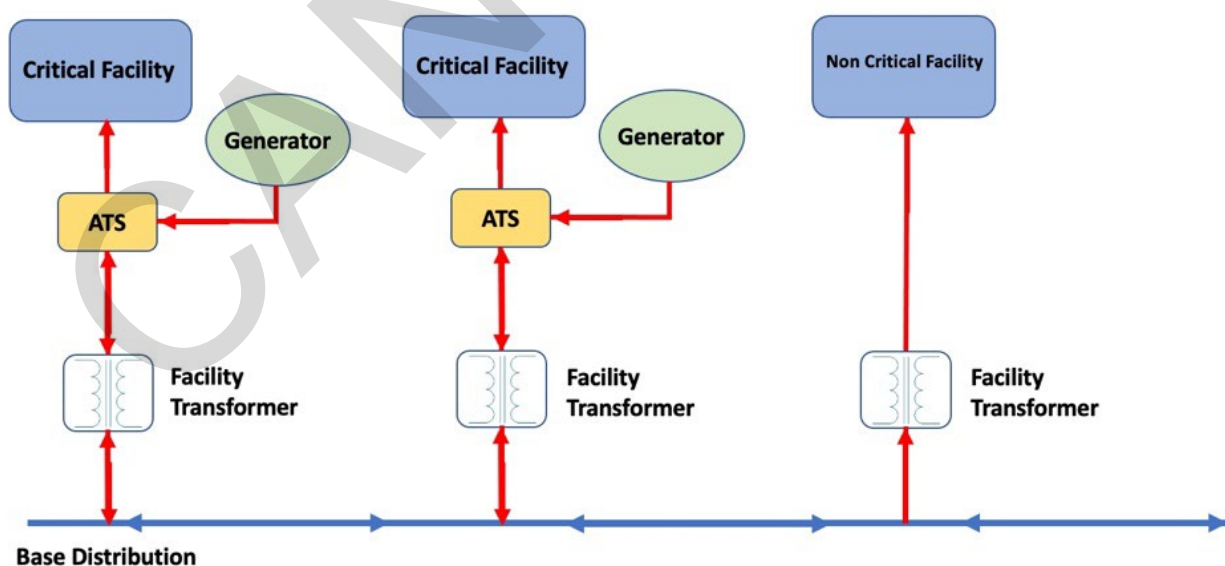 Critical Facility
Critical Facility
Non Critical Facility
Generator
Generator
ATS
ATS
Facility
Transformer
Facility
Transformer
Facility
Transformer
Base Distribution
CAN